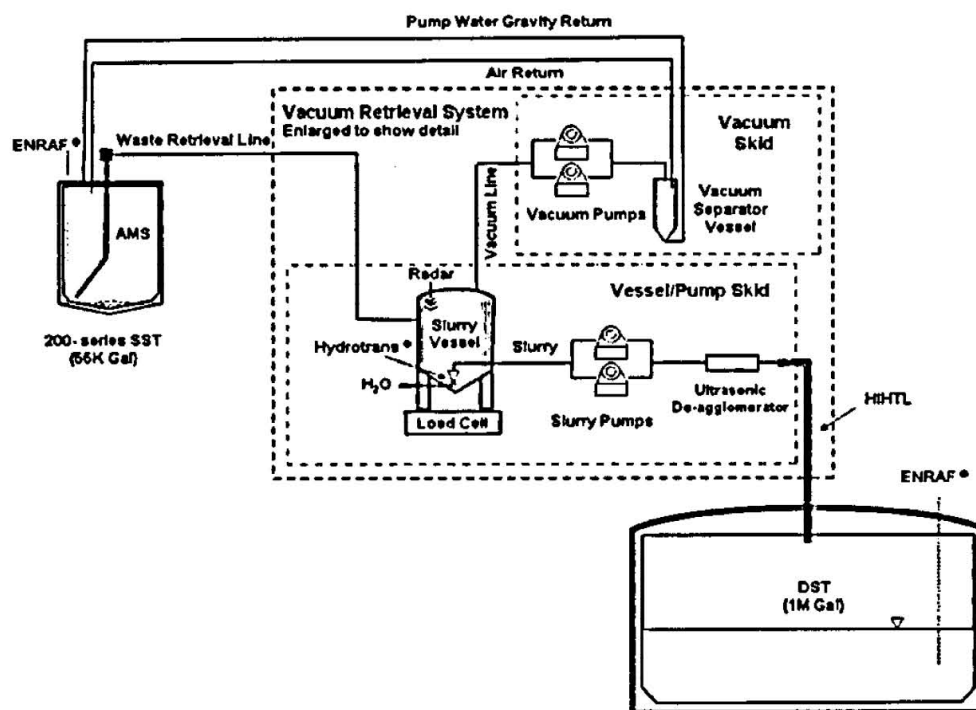 Pump Water Gravity Return
Air Return
Vacuum Retrieval System
Enlarged to show detail
Vacuum
Skid
ENRAF®
Waste Retrieval Line
AMS
Vacuum Line
Vacuum Pumps
Vacuum
Separator
Vessel
Radar
Vessel/Pump Skid
200-series SST
(55K Gal)
Slurry
Vessel
Hydrotrans®
H₂O
Load Cell
Slurry
Slurry Pumps
Ultrasonic
De-agglomerator
HIHTL
ENRAF®
DST
(1M Gal)